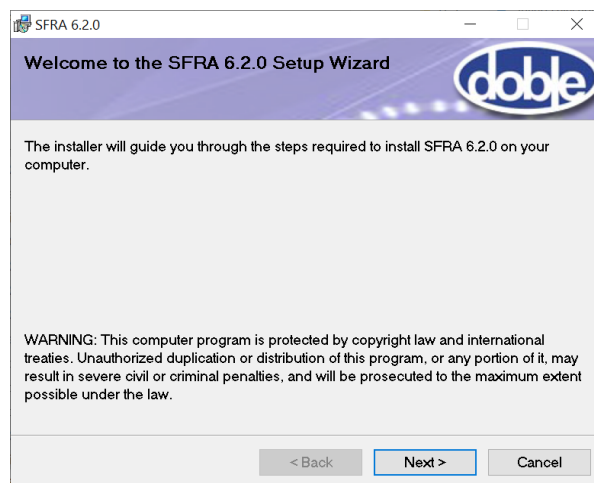 SFRA 6.2.0
Welcome to the SFRA 6.2.0 Setup Wizard
doble
The installer will guide you through the steps required to install SFRA 6.2.0 on your
computer.
WARNING: This computer program is protected by copyright law and international
treaties. Unauthorized duplication or distribution of this program, or any portion of it, may
result in severe civil or criminal penalties, and will be prosecuted to the maximum extent
possible under the law.
< Back Next > Cancel